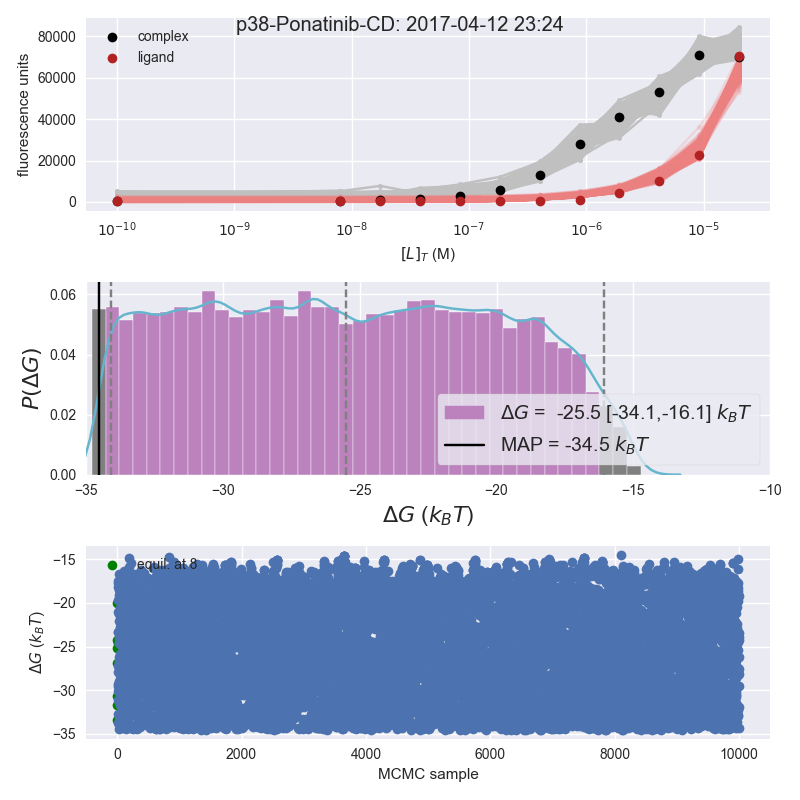 p38-Ponatinib-CD: 2017-04-12 23:24
complex
ligand
fluorescence units
80000
60000
40000
20000
0
10⁻¹⁰ 10⁻⁹ 10⁻⁸ 10⁻⁷ 10⁻⁶ 10⁻⁵
[L]_T (M)
P(ΔG)
0.06
0.04
0.02
0.00
ΔG = -25.5 [-34.1,-16.1] k_BT
MAP = -34.5 k_BT
−35 −30 −25 −20 −15 −10
ΔG (k_BT)
equil. at 8
ΔG (k_BT)
−15
−20
−25
−30
−35
0 2000 4000 6000 8000 10000
MCMC sample